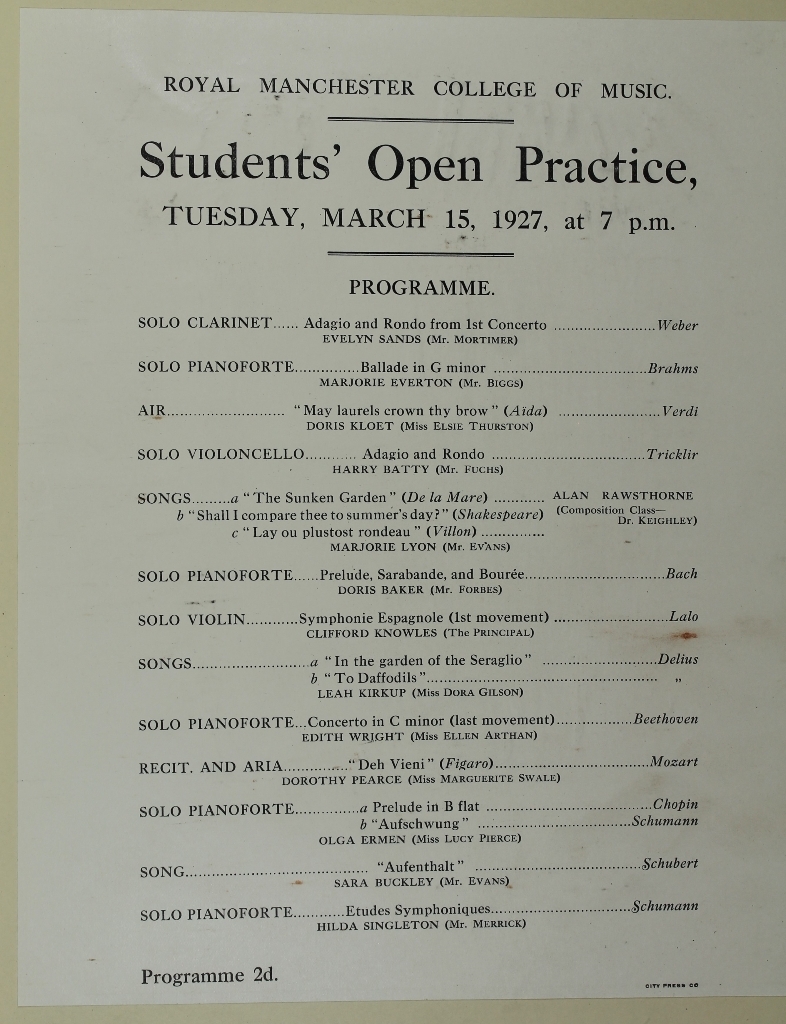 ROYAL MANCHESTER COLLEGE OF MUSIC.
Students' Open Practice,
TUESDAY, MARCH 15, 1927, at 7 p.m.
PROGRAMME.
SOLO CLARINET...... Adagio and Rondo from 1st Concerto ........................Weber
EVELYN SANDS (Mr. MORTIMER)
SOLO PIANOFORTE...............Ballade in G minor ....................................Brahms
MARJORIE EVERTON (Mr. BIGGS)
AIR........................... "May laurels crown thy brow" (Aïda) ........................Verdi
DORIS KLOET (Miss ELSIE THURSTON)
SOLO VIOLONCELLO............ Adagio and Rondo ....................................Tricklir
HARRY BATTY (Mr. FUCHS)
SONGS.........a "The Sunken Garden" (De la Mare) ............ ALAN RAWSTHORNE
b "Shall I compare thee to summer's day?" (Shakespeare) (Composition Class—
Dr. KEIGHLEY)
c "Lay ou plustost rondeau" (Villon) ...............
MARJORIE LYON (Mr. EVANS)
SOLO PIANOFORTE......Prelude, Sarabande, and Bourée.................................Bach
DORIS BAKER (Mr. FORBES)
SOLO VIOLIN............Symphonie Espagnole (1st movement) ...........................Lalo
CLIFFORD KNOWLES (The PRINCIPAL)
SONGS...........................a "In the garden of the Seraglio" ...........................Delius
b "To Daffodils"...................................................... „
LEAH KIRKUP (Miss DORA GILSON)
SOLO PIANOFORTE...Concerto in C minor (last movement)..................Beethoven
EDITH WRIGHT (Miss ELLEN ARTHAN)
RECIT. AND ARIA..............."Deh Vieni" (Figaro)....................................Mozart
DOROTHY PEARCE (Miss MARGUERITE SWALE)
SOLO PIANOFORTE...............a Prelude in B flat .......................................Chopin
b "Aufschwung" ....................................Schumann
OLGA ERMEN (Miss LUCY PIERCE)
SONG.......................................... "Aufenthalt" .......................................Schubert
SARA BUCKLEY (Mr. EVANS)
SOLO PIANOFORTE............Etudes Symphoniques.................................Schumann
HILDA SINGLETON (Mr. MERRICK)
Programme 2d.
CITY PRESS CO